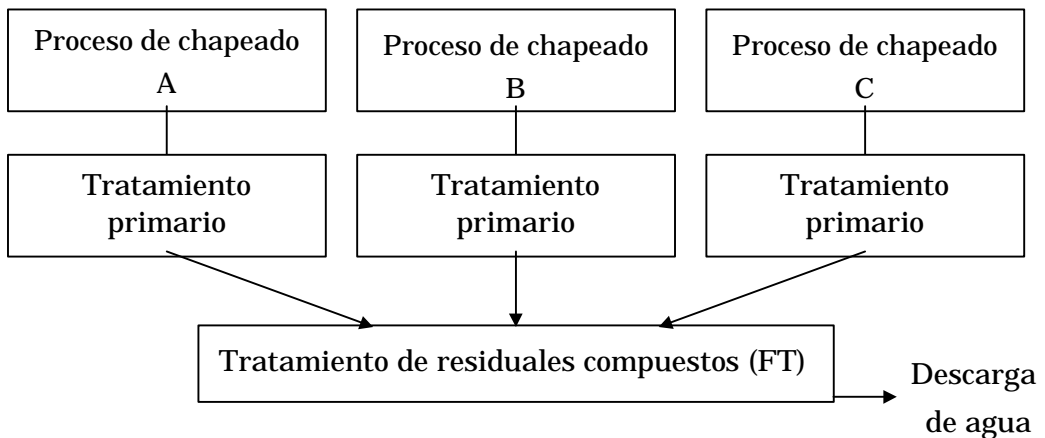 Proceso de chapeado
A
Proceso de chapeado
B
Proceso de chapeado
C
Tratamiento
primario
Tratamiento
primario
Tratamiento
primario
Tratamiento de residuales compuestos (FT)
Descarga
de agua